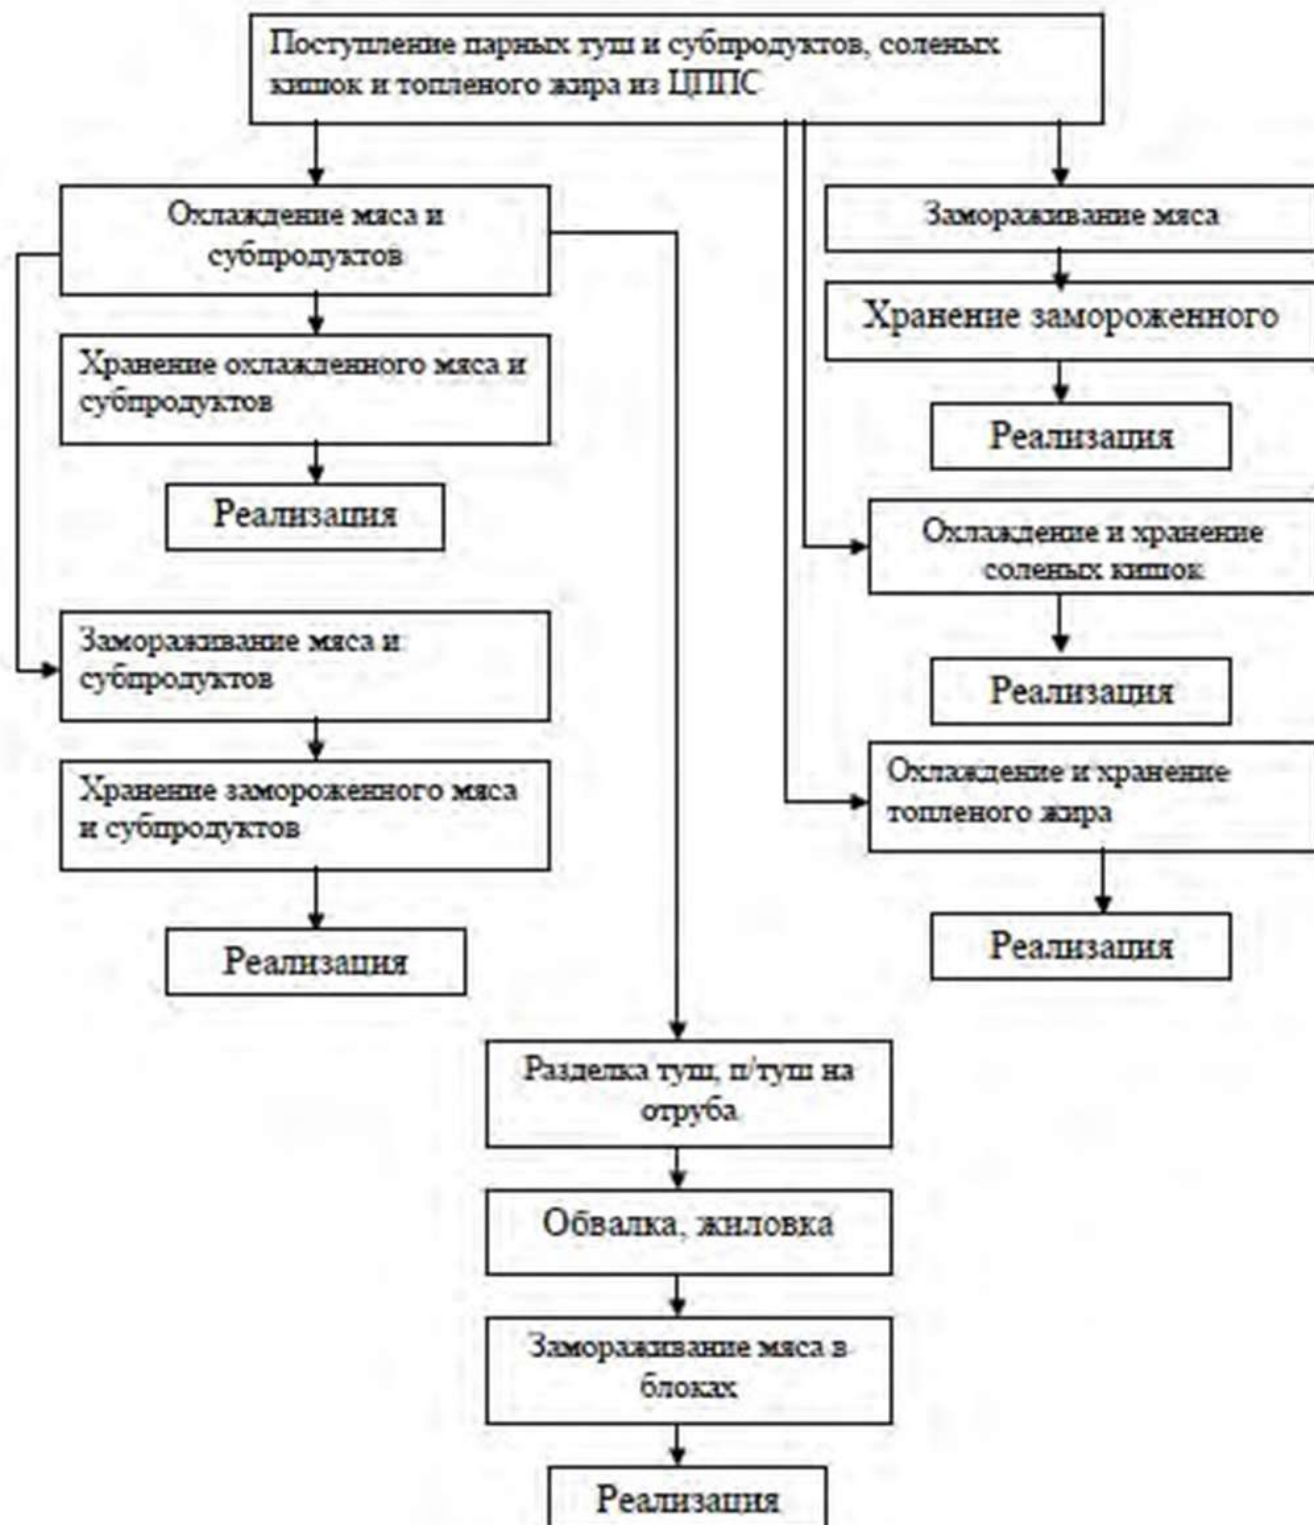 Поступление парных туш и субпродуктов, соленых
кишок и топленого жира из ЦППС
Охлаждение мяса и
субпродуктов
Хранение охлажденного мяса и
субпродуктов
Реализация
Замораживание мяса и
субпродуктов
Хранение замороженного мяса
и субпродуктов
Реализация
Замораживание мяса
Хранение замороженного
Реализация
Охлаждение и хранение
соленых кишок
Реализация
Охлаждение и хранение
топленого жира
Реализация
Разделка туш, п/туш на
отруба
Обвалка, жиловка
Замораживание мяса в
блоках
Реализация